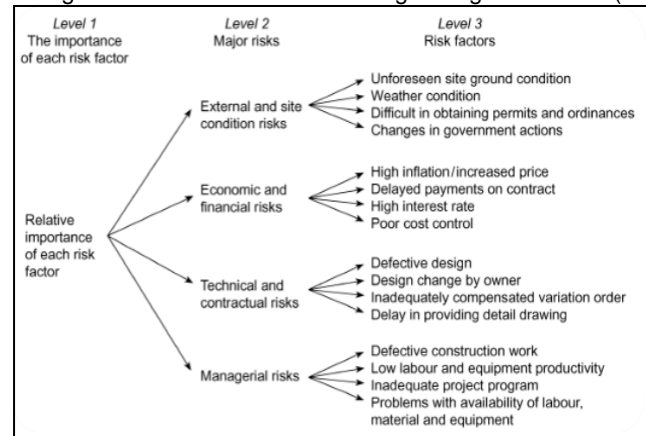 Level 1
The importance
of each risk factor
Level 2
Major risks
Level 3
Risk factors
Relative
importance
of each risk
factor
External and site
condition risks
Unforeseen site ground condition
Weather condition
Difficult in obtaining permits and ordinances
Changes in government actions
Economic and
financial risks
High inflation/increased price
Delayed payments on contract
High interest rate
Poor cost control
Technical and
contractual risks
Defective design
Design change by owner
Inadequately compensated variation order
Delay in providing detail drawing
Managerial risks
Defective construction work
Low labour and equipment productivity
Inadequate project program
Problems with availability of labour,
material and equipment